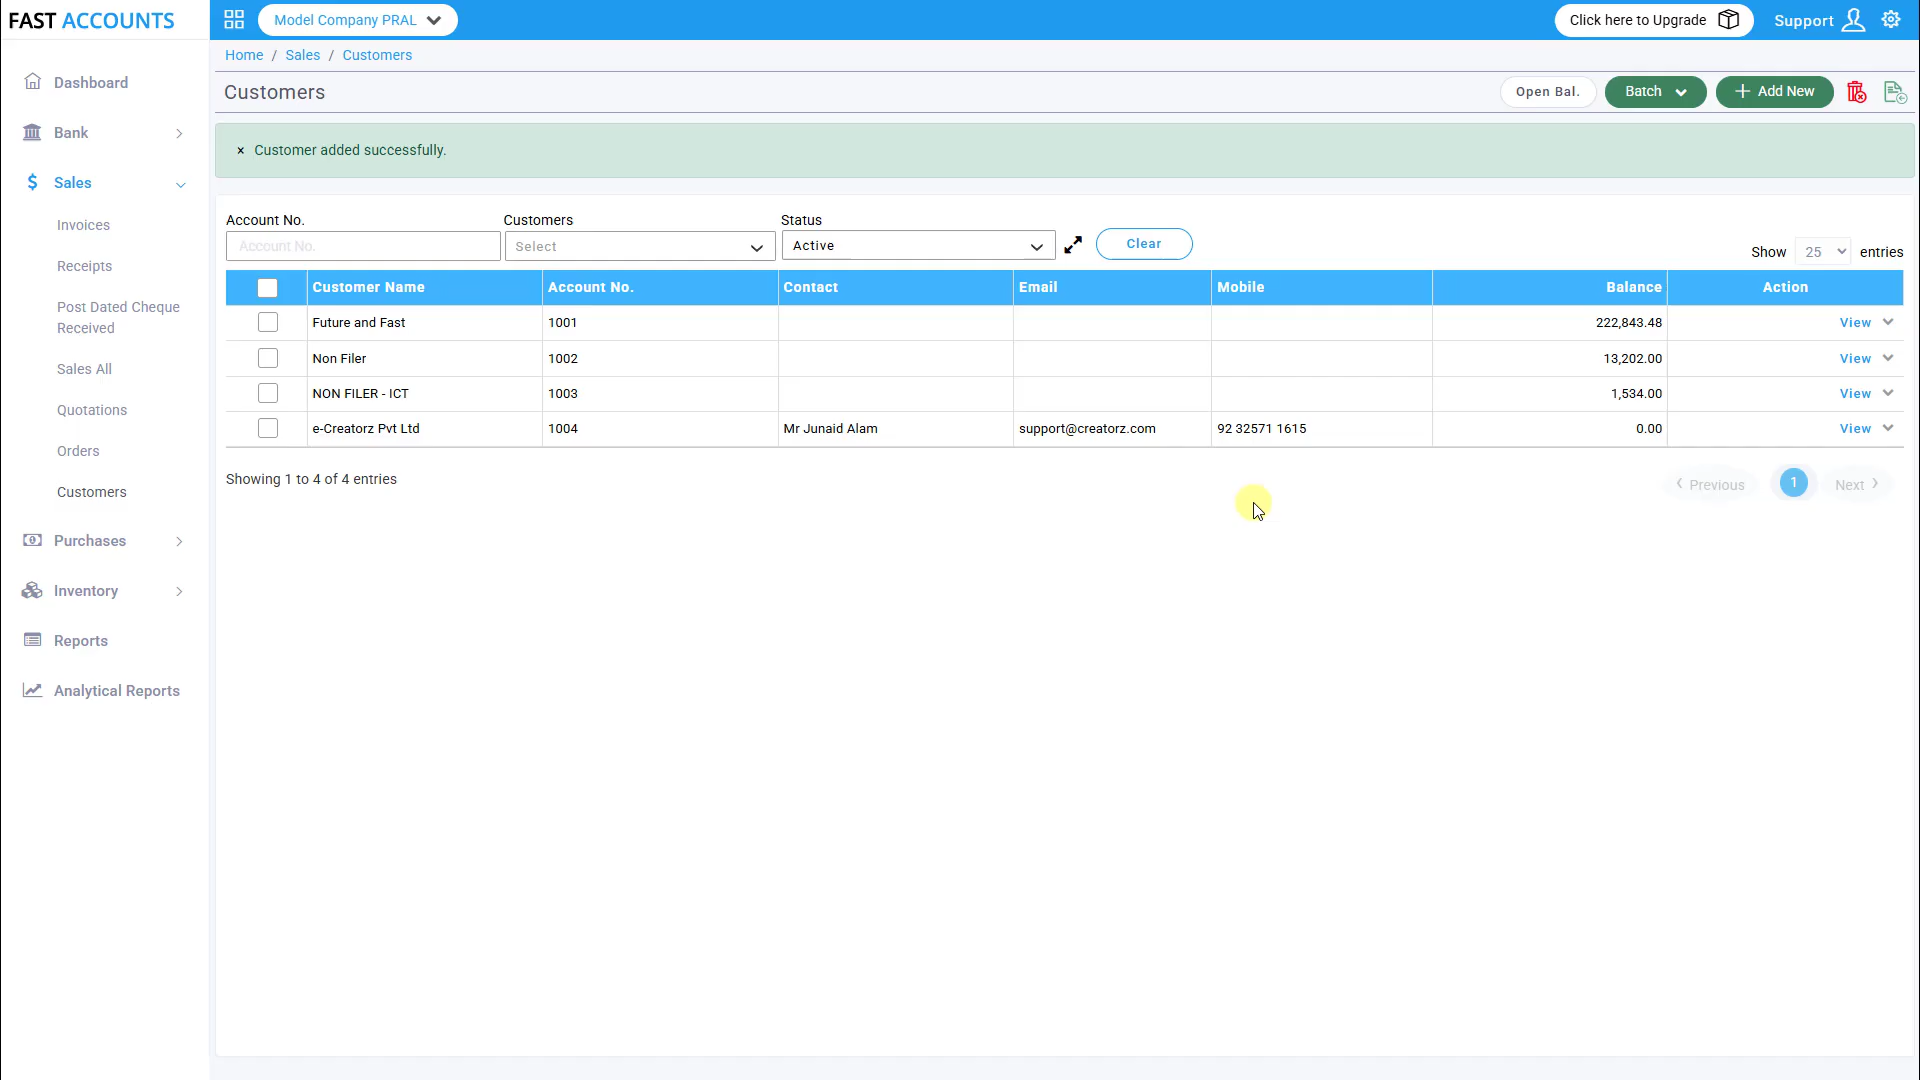 FAST ACCOUNTS
Model Company PRAL
Click here to Upgrade
Support
Home / Sales / Customers
Customers
Open Bal.
Batch
+ Add New
× Customer added successfully.
Dashboard
Bank
Sales
Invoices
Receipts
Post Dated Cheque
Received
Sales All
Quotations
Orders
Customers
Purchases
Inventory
Reports
Analytical Reports
Account No. Customers Status
Account No. Select Active Clear
Show 25 entries
Customer Name Account No. Contact Email Mobile Balance Action
Future and Fast 1001 222,843.48 View
Non Filer 1002 13,202.00 View
NON FILER - ICT 1003 1,534.00 View
e-Creatorz Pvt Ltd 1004 Mr Junaid Alam support@creatorz.com 92 32571 1615 0.00 View
Showing 1 to 4 of 4 entries
Previous 1 Next